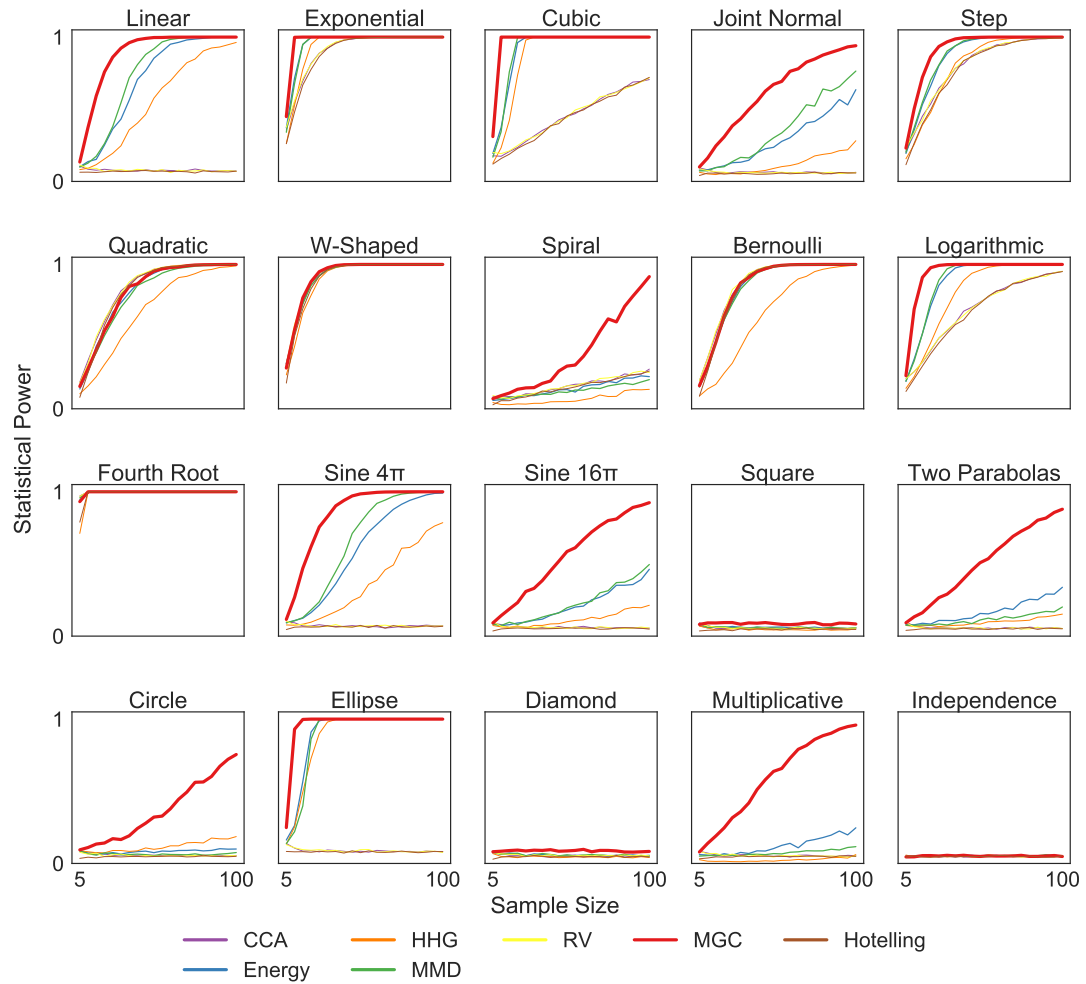 Linear Exponential Cubic Joint Normal Step
1
0
Quadratic W-Shaped Spiral Bernoulli Logarithmic
1
0
Statistical Power
Fourth Root Sine 4π Sine 16π Square Two Parabolas
1
0
Circle Ellipse Diamond Multiplicative Independence
1
0
5 100 5 100 5 100 5 100 5 100
Sample Size
CCA HHG RV MGC Hotelling
Energy MMD